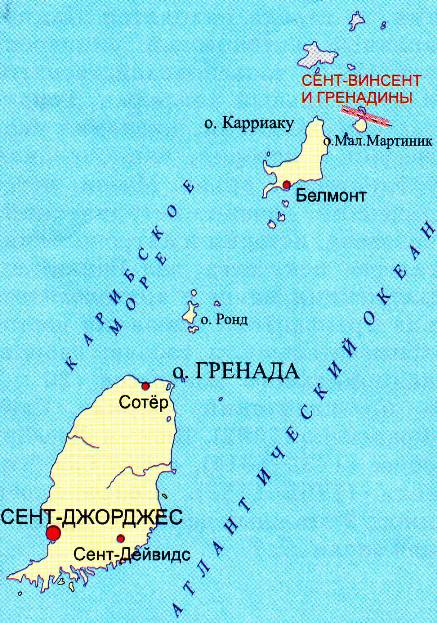 СЕНТ-ВИНСЕНТ
И ГРЕНАДИНЫ
о. Карриаку
о.Мал.Мартиник
Белмонт
КАРИБСКОЕ
МОРЕ
о. Ронд
о. ГРЕНАДА
Сотёр
АТЛАНТИЧЕСКИЙ ОКЕАН
СЕНТ-ДЖОРДЖЕС
Сент-Дейвидс